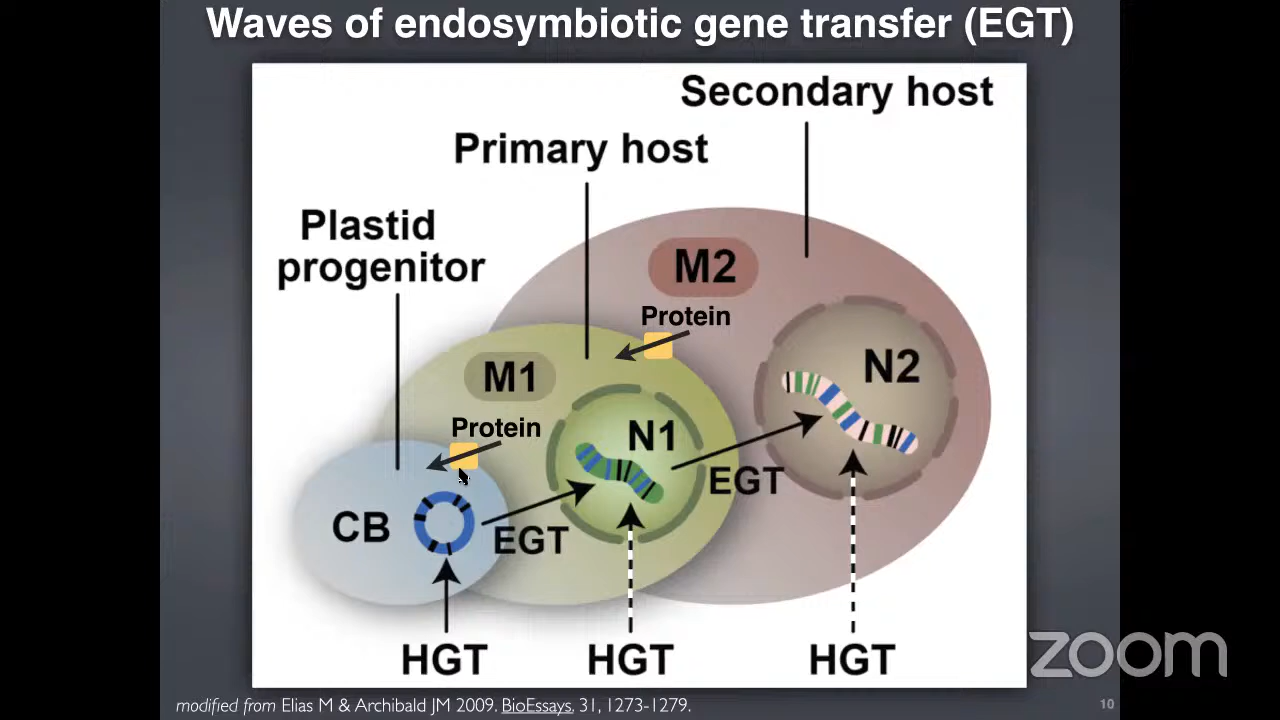 Waves of endosymbiotic gene transfer (EGT)
Secondary host
Primary host
Plastid
progenitor
M2
Protein
N2
M1
Protein
N1
EGT
CB
EGT
HGT
HGT
HGT
zoom
modified from Elias M & Archibald JM 2009. BioEssays. 31, 1273-1279.
10